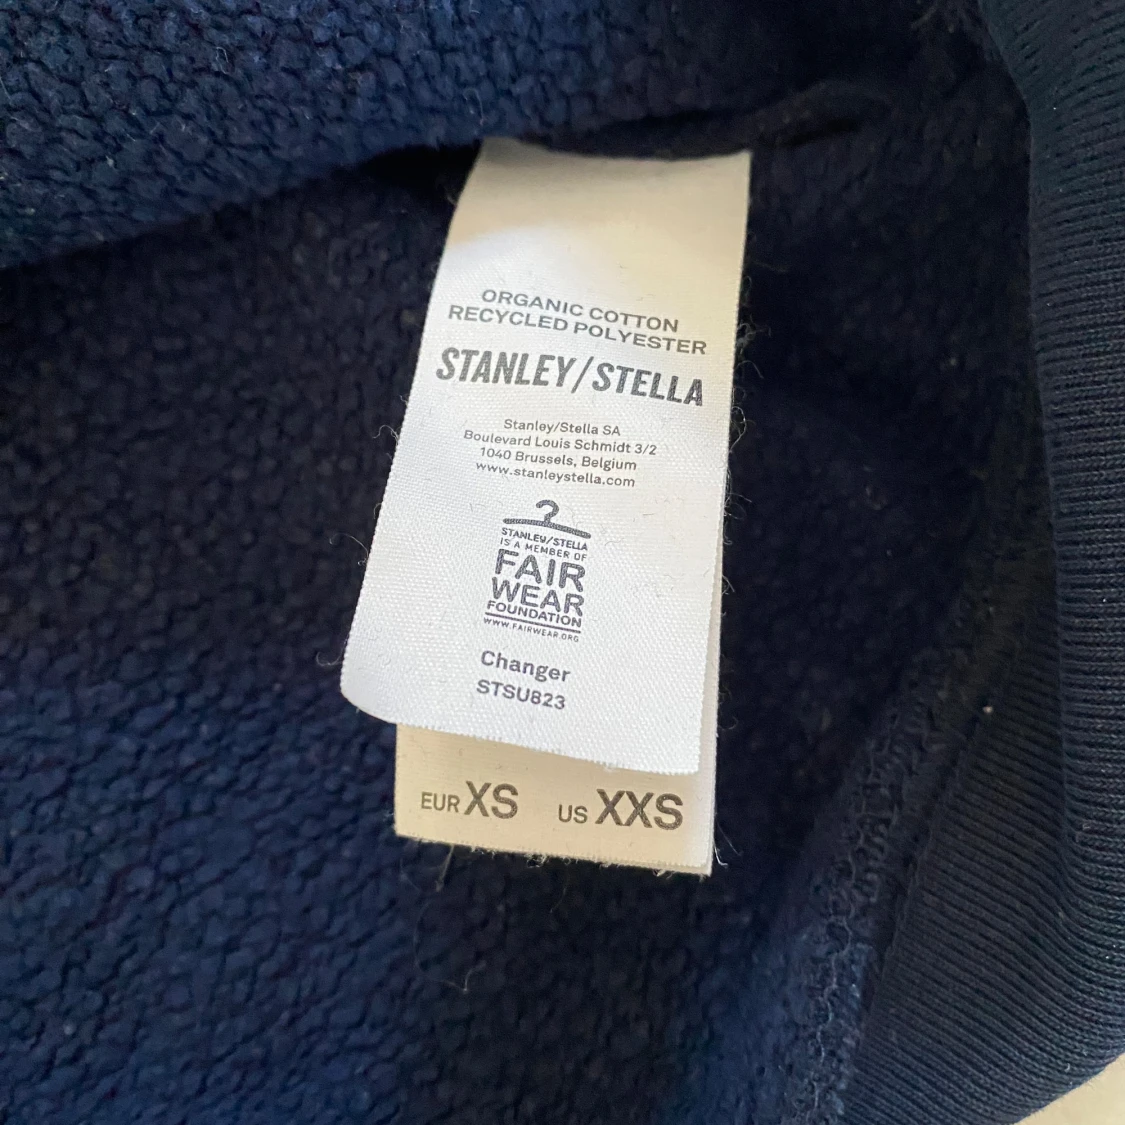 ORGANIC COTTON
RECYCLED POLYESTER
STANLEY/STELLA
Stanley/Stella SA
Boulevard Louis Schmidt 3/2
1040 Brussels, Belgium
www.stanleystella.com
STANLEY/STELLA
IS A MEMBER OF
FAIR
WEAR
FOUNDATION
WWW.FAIRWEAR.ORG
Changer
STSU823
EUR XS US XXS